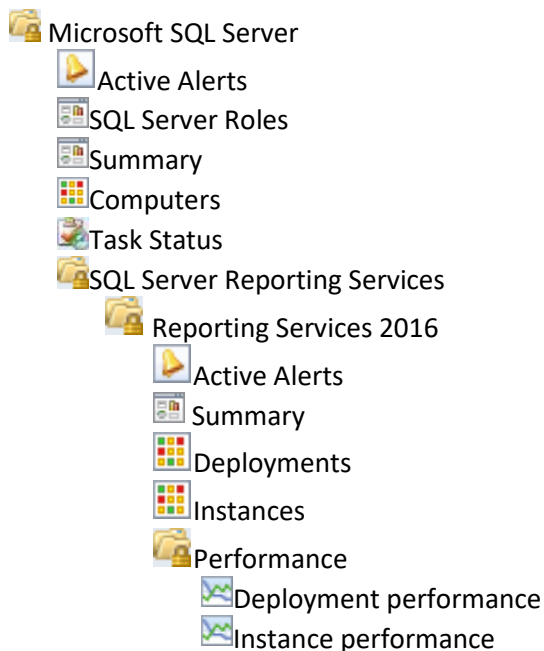 Microsoft SQL Server
Active Alerts
SQL Server Roles
Summary
Computers
Task Status
SQL Server Reporting Services
Reporting Services 2016
Active Alerts
Summary
Deployments
Instances
Performance
Deployment performance
Instance performance